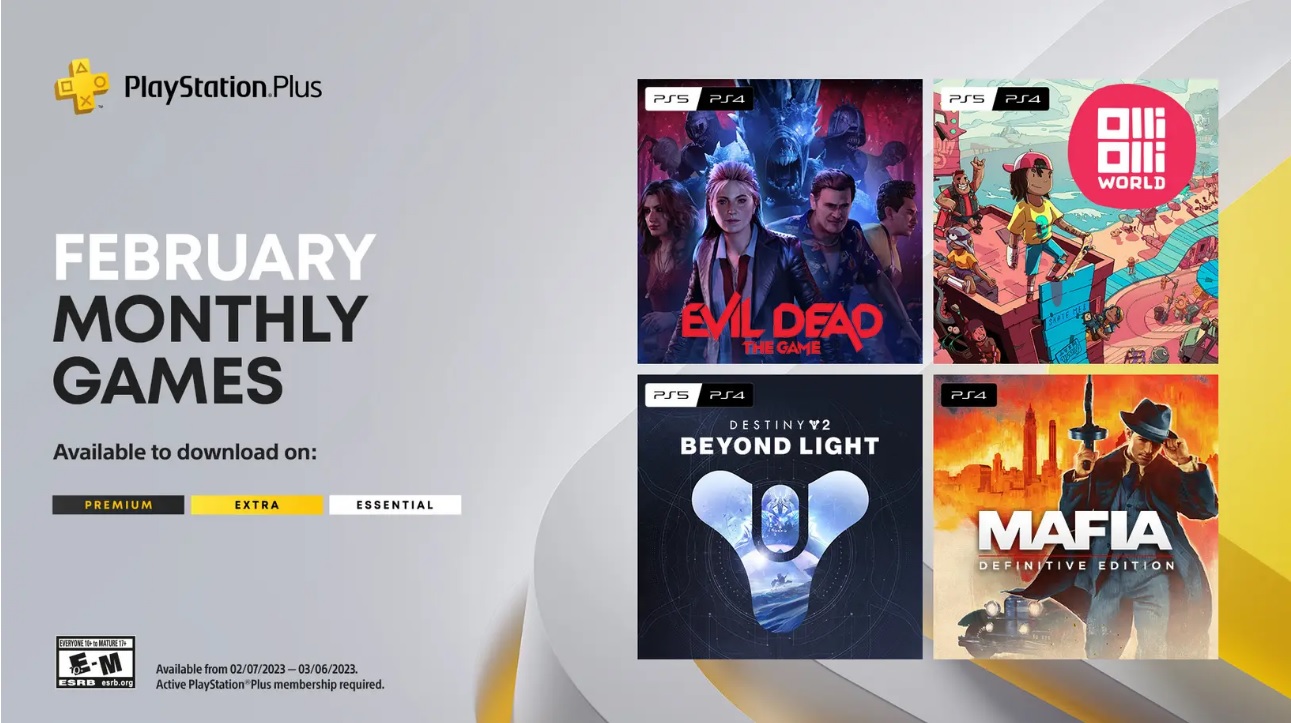 PlayStation®Plus
FEBRUARY
MONTHLY
GAMES
Available to download on:
PREMIUM
EXTRA
ESSENTIAL
EVERYONE 10+ to MATURE 17+
E-M
ESRB esrb.org
Available from 02/07/2023 – 03/06/2023.
Active PlayStation®Plus membership required.
PS5 PS4
EVIL DEAD
THE GAME
PS5 PS4
Olli
Olli
WORLD
PS5 PS4
DESTINY 2
BEYOND LIGHT
PS4
MAFIA
DEFINITIVE EDITION